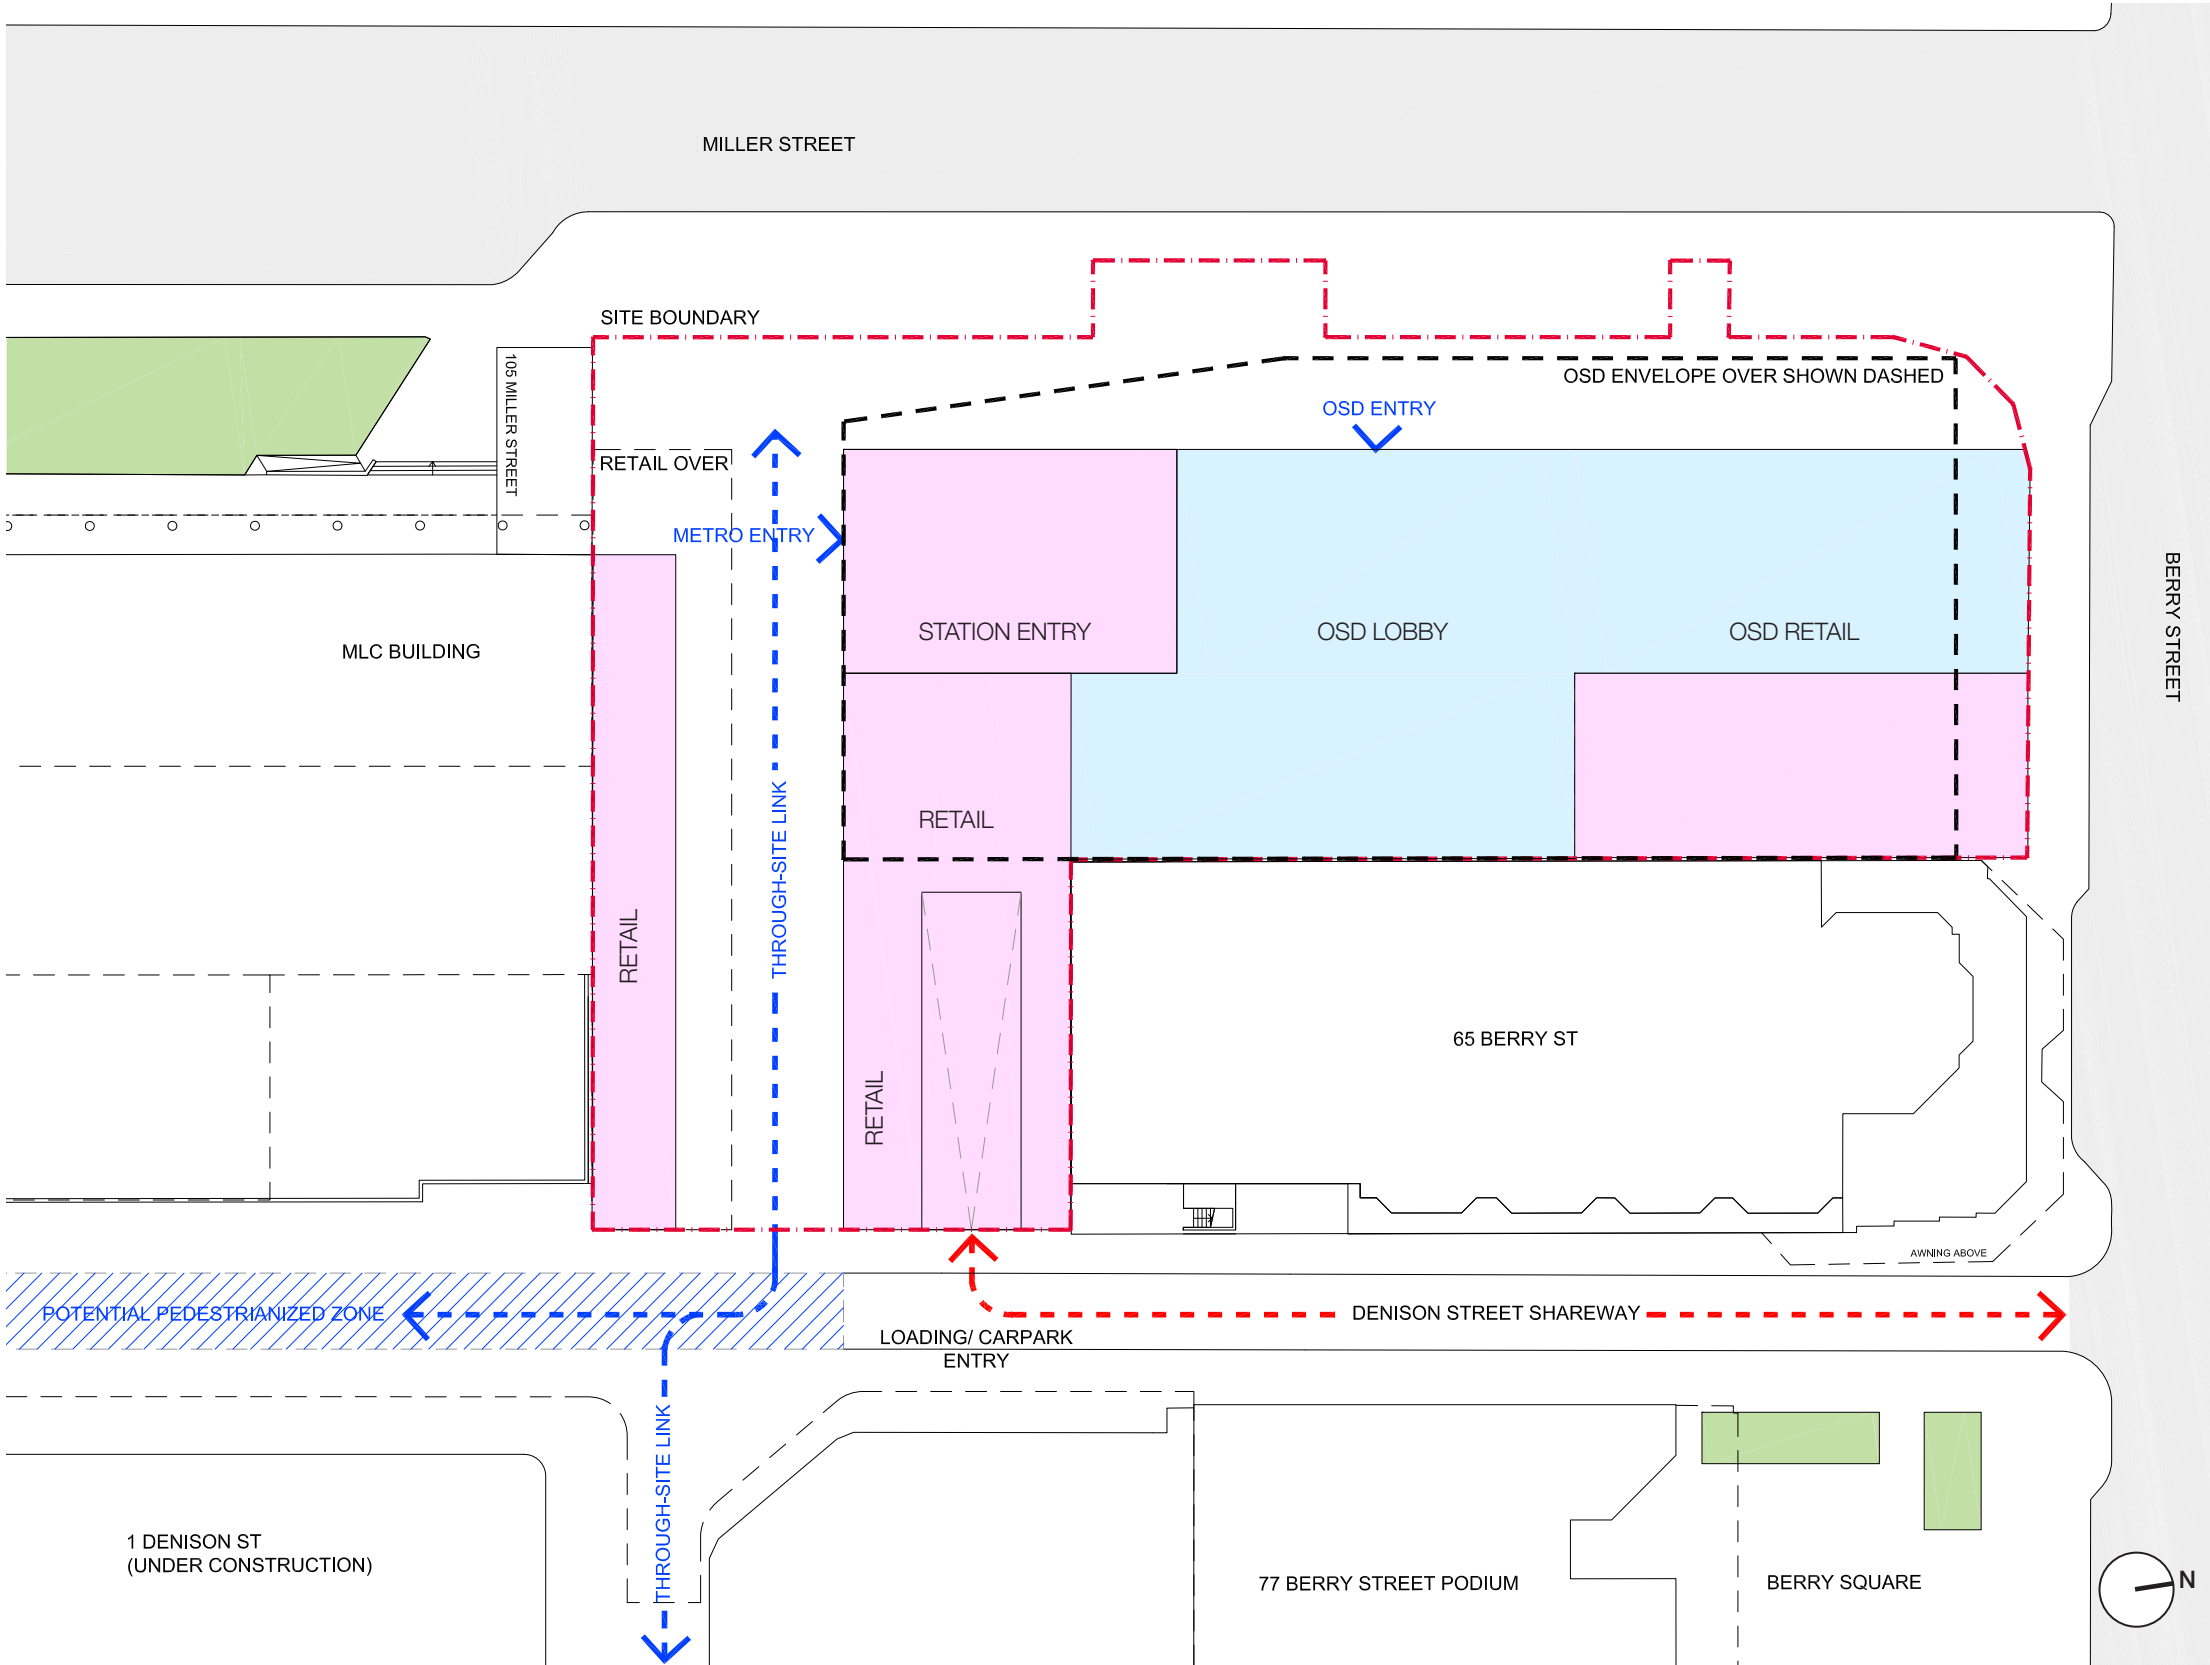 MILLER STREET
SITE BOUNDARY
105 MILLER STREET
OSD ENVELOPE OVER SHOWN DASHED
OSD ENTRY
RETAIL OVER
METRO ENTRY
BERRY STREET
STATION ENTRY
OSD LOBBY
OSD RETAIL
MLC BUILDING
THROUGH-SITE LINK
RETAIL
RETAIL
RETAIL
65 BERRY ST
AWNING ABOVE
POTENTIAL PEDESTRIANIZED ZONE
DENISON STREET SHAREWAY
LOADING/ CARPARK
ENTRY
THROUGH-SITE LINK
1 DENISON ST
(UNDER CONSTRUCTION)
77 BERRY STREET PODIUM
BERRY SQUARE
N